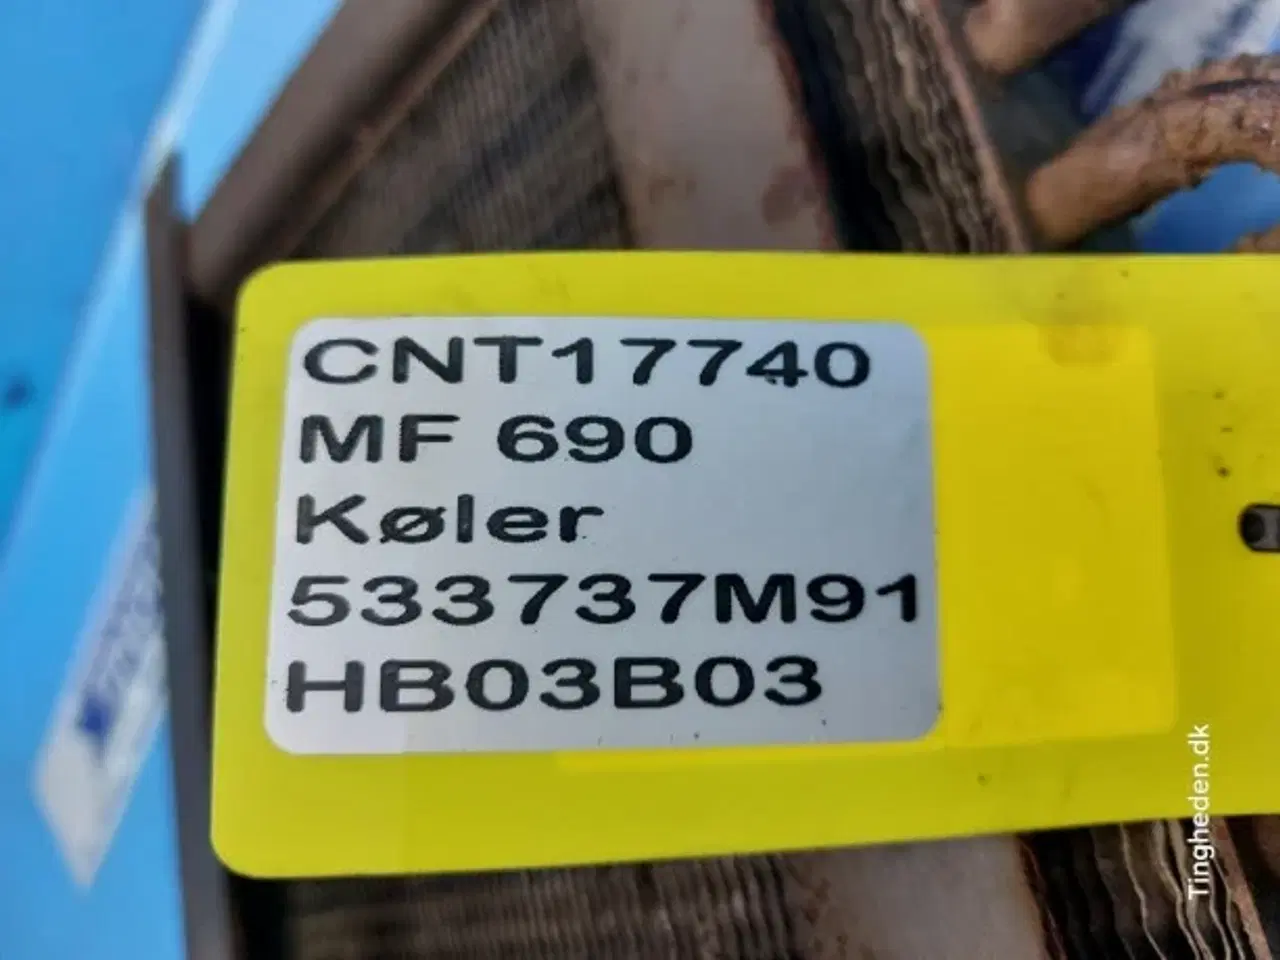 CNT17740
MF 690
Køler
533737M91
HB03B03
Tingheden.dk